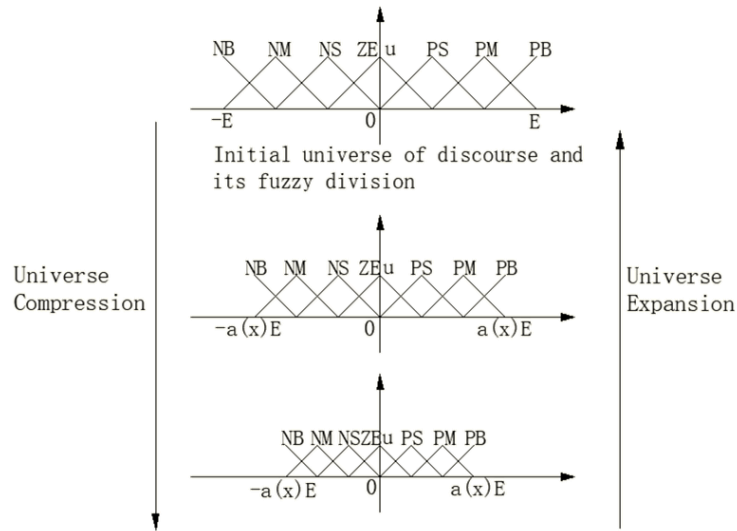 NB NM NS ZE u PS PM PB
-E 0 E
Initial universe of discourse and
its fuzzy division
NB NM NS ZE u PS PM PB
Universe
Compression
Universe
Expansion
-a(x)E 0 a(x)E
NB NM NS ZE u PS PM PB
-a(x)E 0 a(x)E